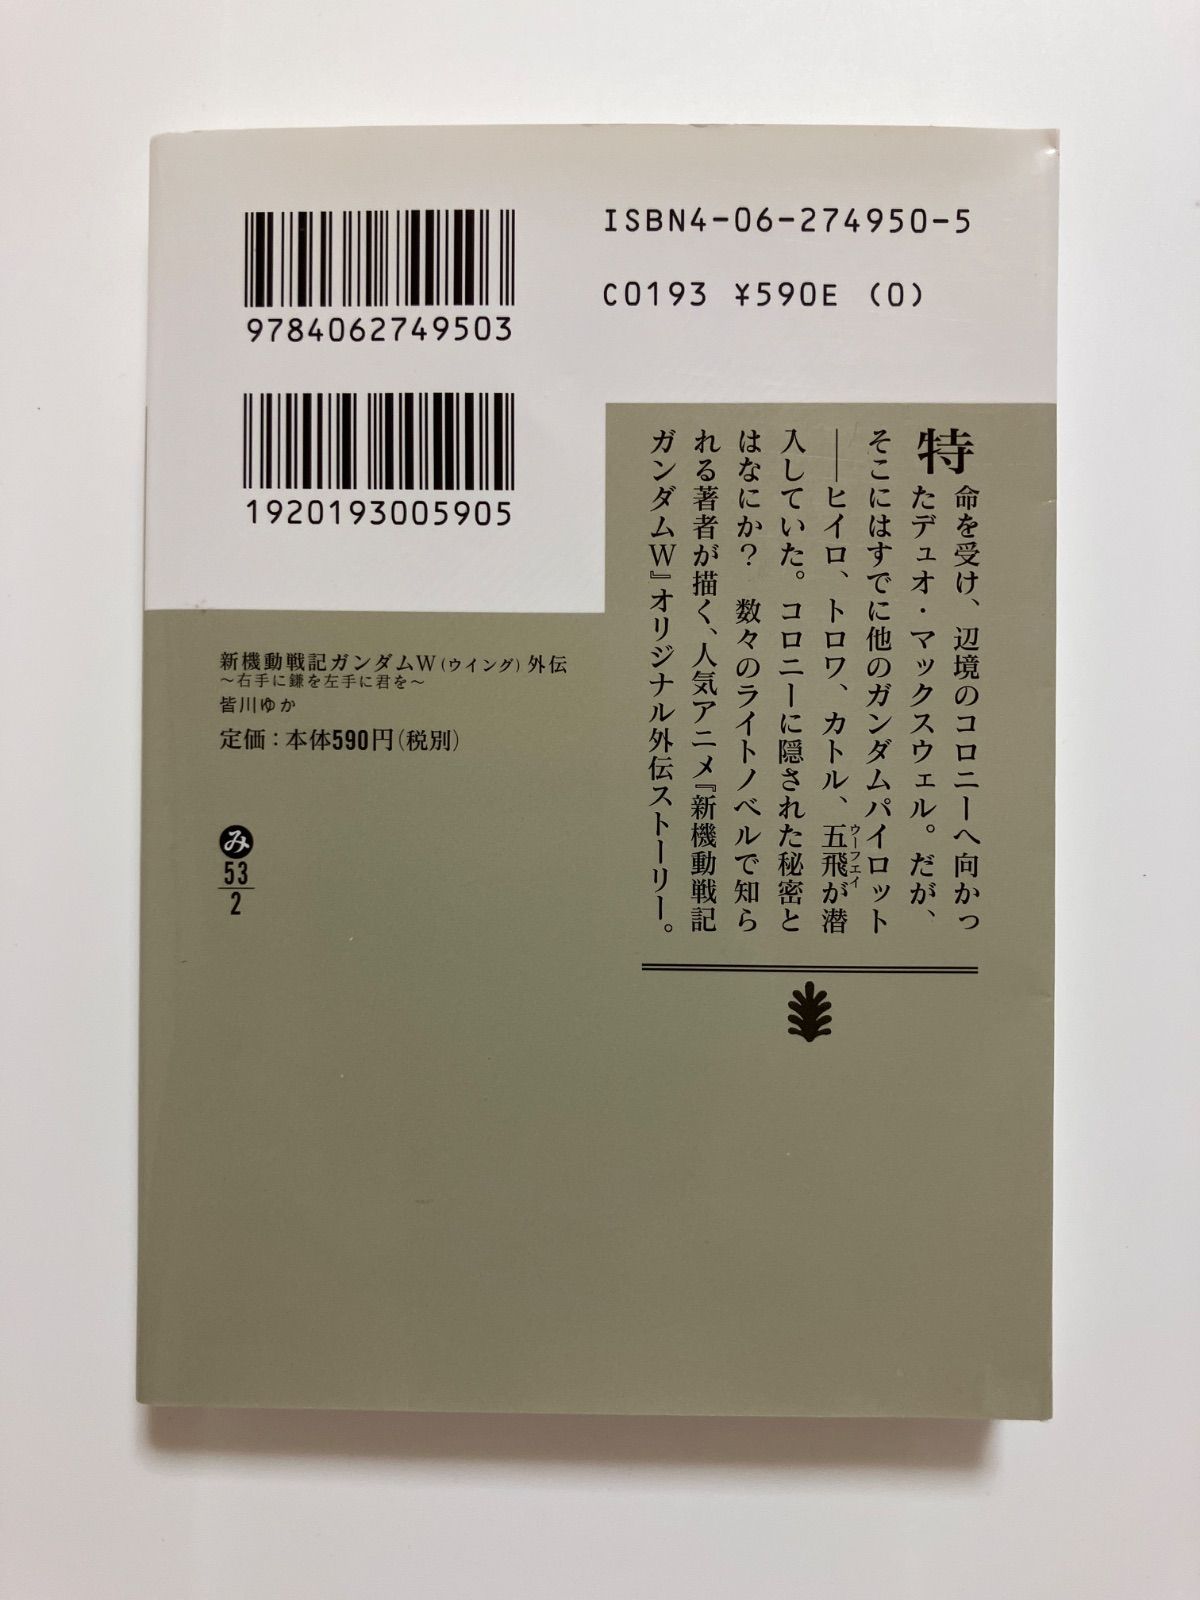 ISBN4-06-274950-5
C0193 ¥590E (0)
9784062749503
1920193005905
特命を受け、辺境のコロニーへ向かっ
たデュオ・マックスウェル。だが、
そこにはすでに他のガンダムパイロット
――ヒイロ、トロワ、カトル、五飛が潜
ウーフェイ
入していた。コロニーに隠された秘密と
はなにか？ 数々のライトノベルで知ら
れる著者が描く、人気アニメ『新機動戦記
ガンダムW』オリジナル外伝ストーリー。
新機動戦記ガンダムW(ウイング)外伝
～右手に鎌を左手に君を～
皆川ゆか
定価：本体590円(税別)
み
53
2